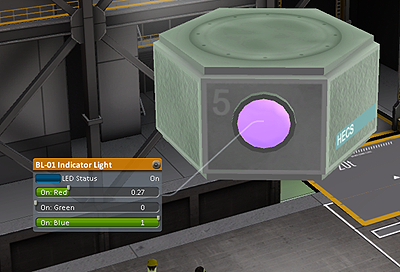 5
HECS
BL-01 Indicator Light
LED Status On
On: Red 0.27
On: Green 0
On: Blue 1